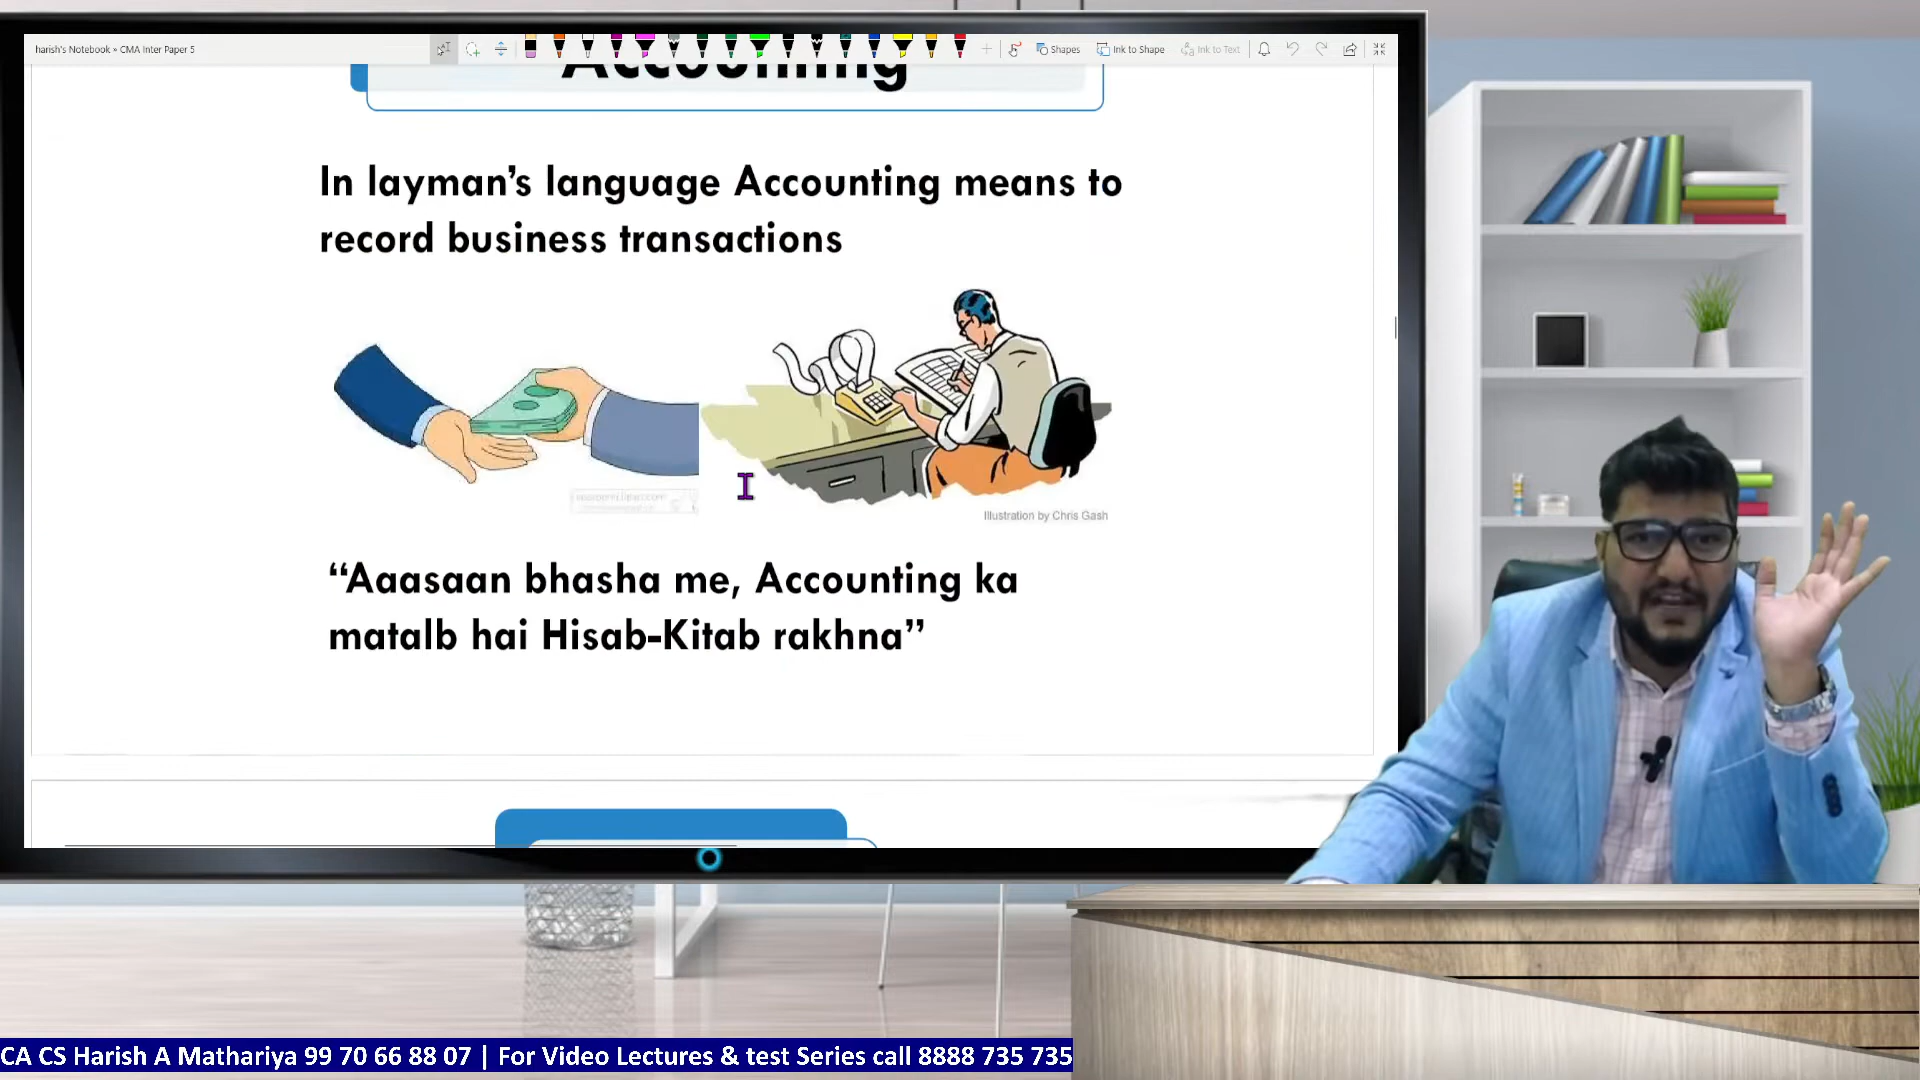 harish's Notebook » CMA Inter Paper 5
Shapes
Ink to Shape
Ink to Text
Accounting
In layman's language Accounting means to
record business transactions
Illustration by Chris Gash
“Aaasaan bhasha me, Accounting ka
matalb hai Hisab-Kitab rakhna”
CA CS Harish A Mathariya 99 70 66 88 07 | For Video Lectures & test Series call 8888 735 735